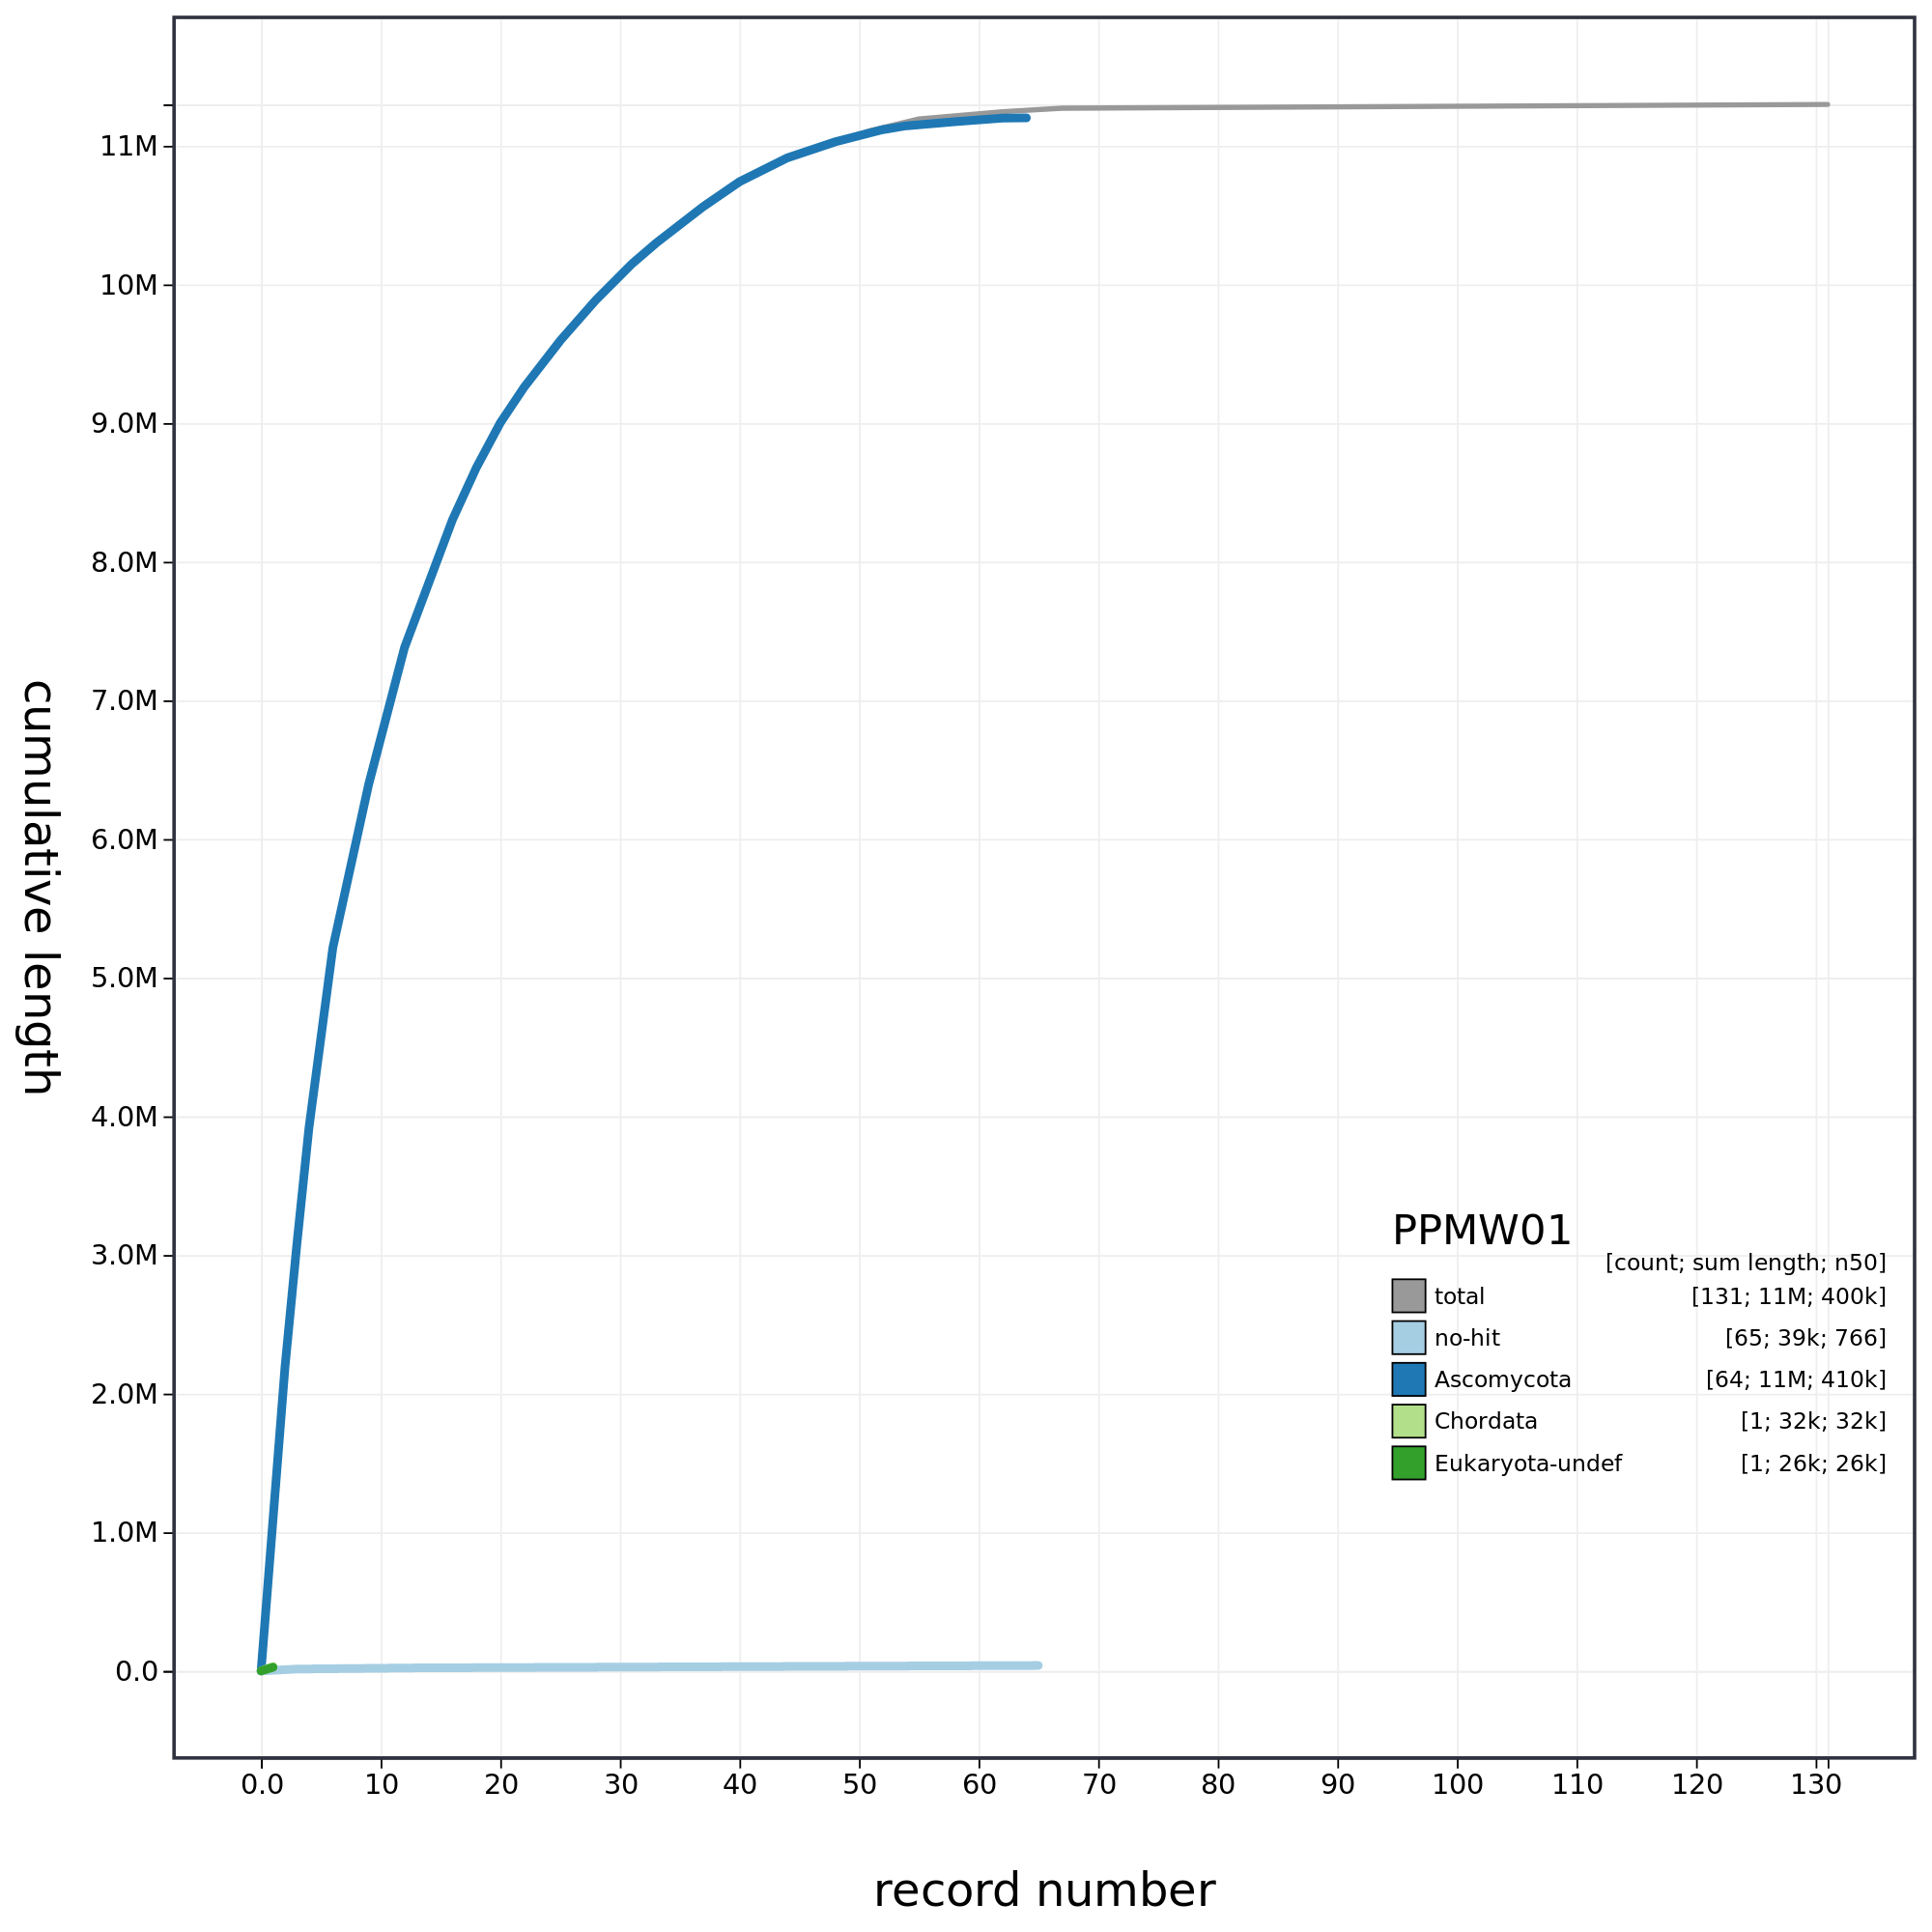 11M
10M
9.0M
8.0M
7.0M
6.0M
5.0M
4.0M
3.0M
2.0M
1.0M
0.0
cumulative length
PPMW01
[count; sum length; n50]
total [131; 11M; 400k]
no-hit [65; 39k; 766]
Ascomycota [64; 11M; 410k]
Chordata [1; 32k; 32k]
Eukaryota-undef [1; 26k; 26k]
0.0 10 20 30 40 50 60 70 80 90 100 110 120 130
record number